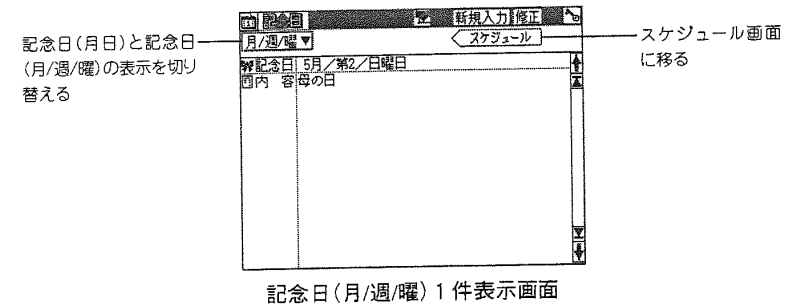 記念日
新規入力 修正
月/週/曜▼
スケジュール
記念日 5月/第2/日曜日
内 容 母の日
記念日(月日)と記念日
(月/週/曜)の表示を切り
替える
スケジュール画面
に移る
記念日(月/週/曜)1件表示画面